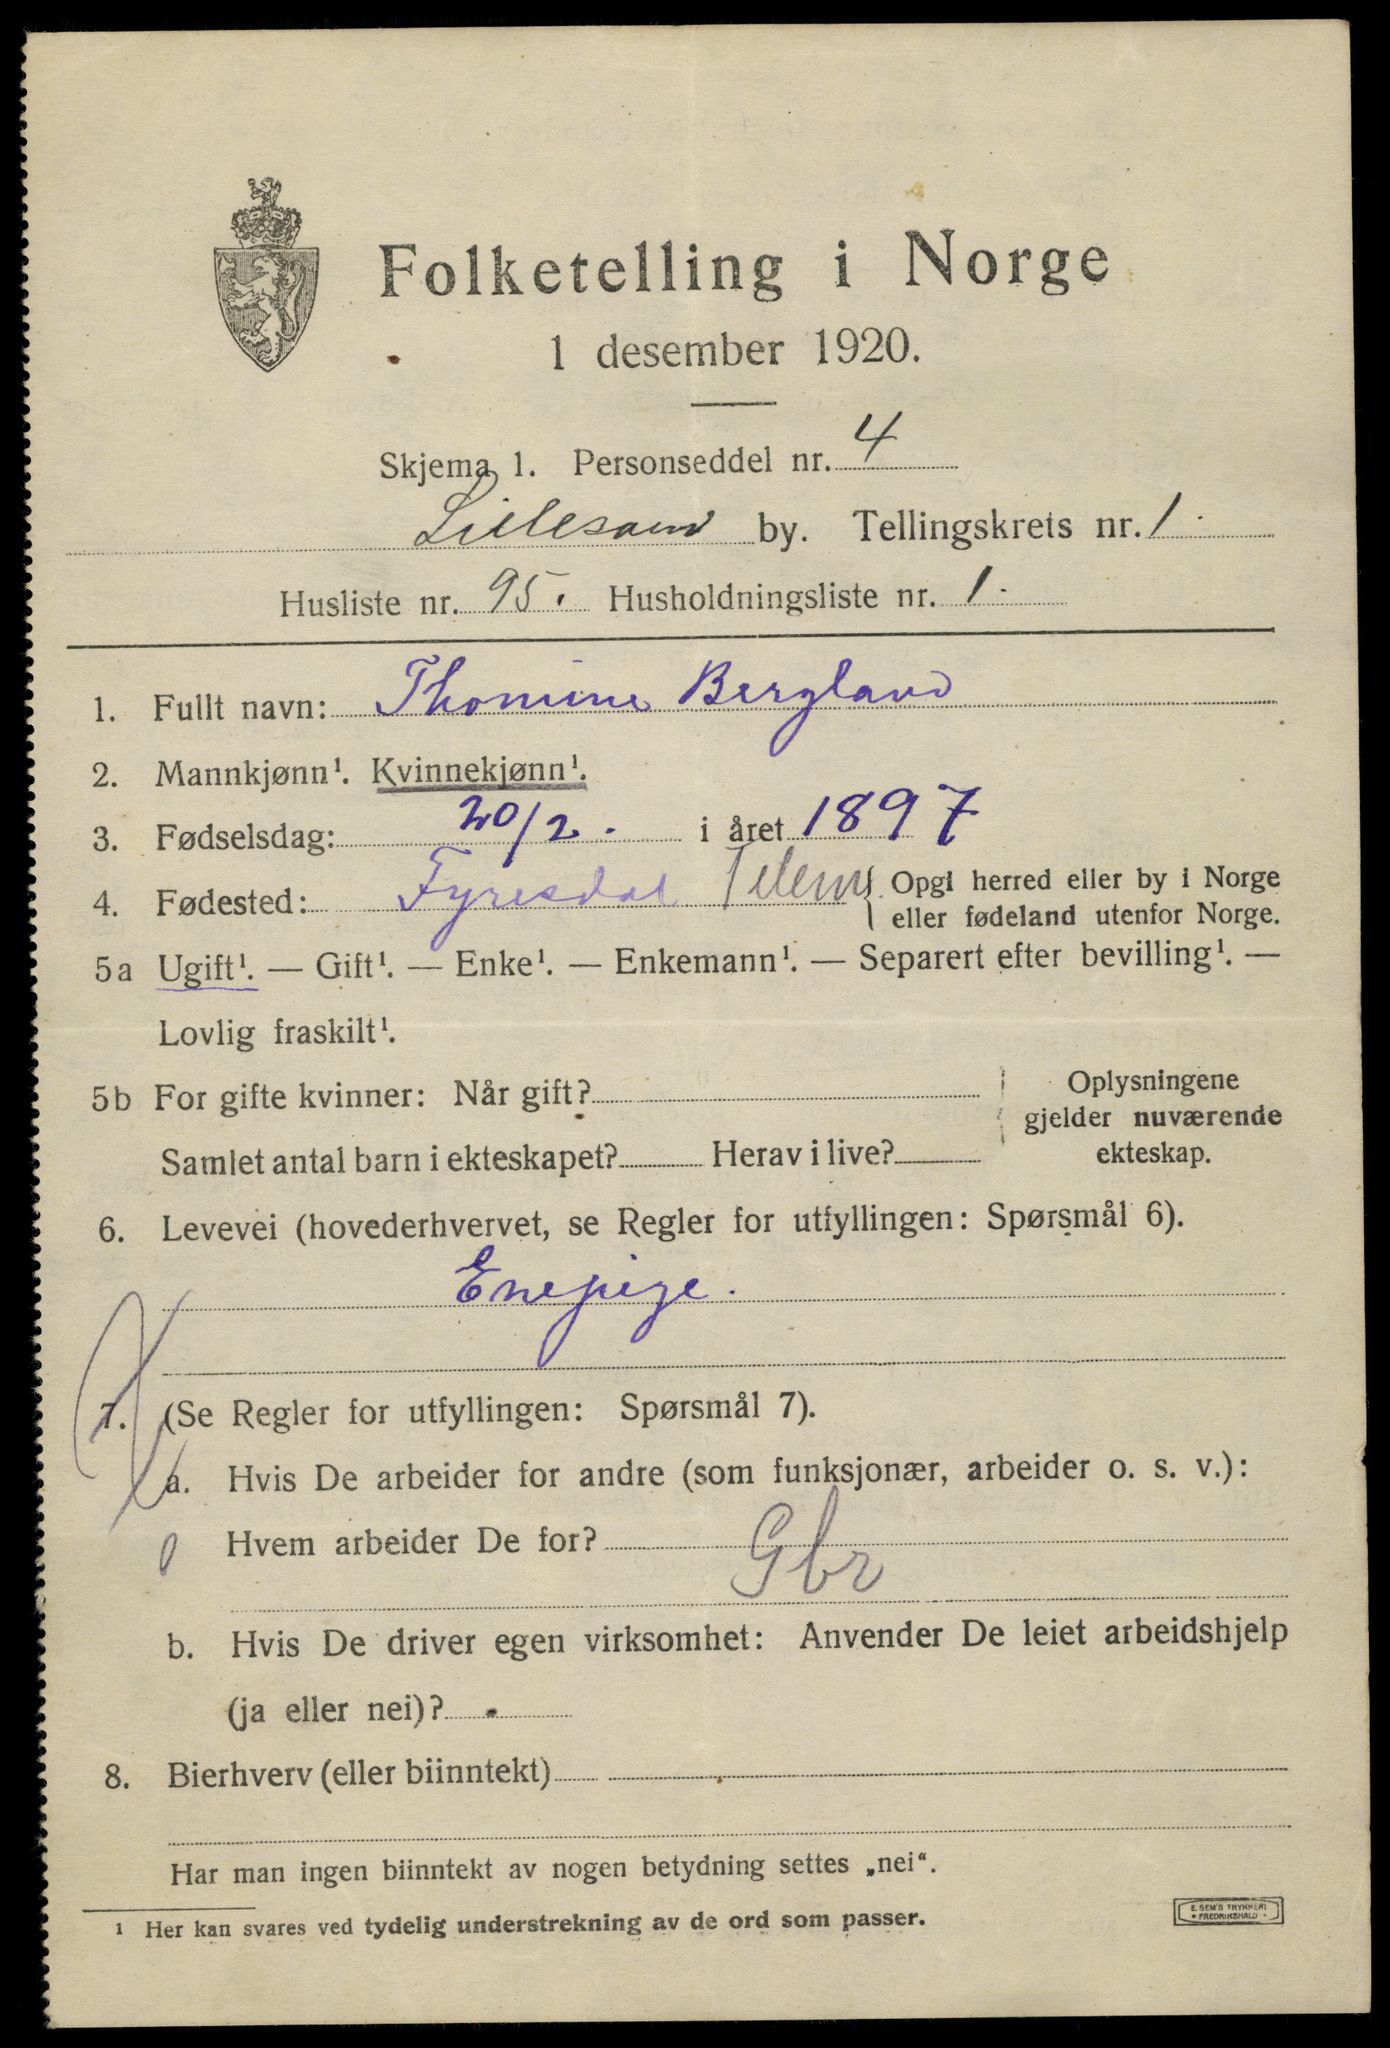 Folketelling i Norge
1 desember 1920.
Skjema 1. Personseddel nr. 4
Lillesand by. Tellingskrets nr. 1.
Husliste nr. 95. Husholdningsliste nr. 1.
1. Fullt navn: Thomine Bergland
2. Mannkjønn¹. Kvinnekjønn¹.
3. Fødselsdag: 20/2. i året 1897
4. Fødested: Fyresdal Telem { Opgi herred eller by i Norge
eller fødeland utenfor Norge.
5a Ugift¹. — Gift¹. — Enke¹. — Enkemann¹. — Separert efter bevilling¹. —
Lovlig fraskilt¹.
5b For gifte kvinner: Når gift?
Samlet antal barn i ekteskapet? Herav i live?
Oplysningene
gjelder nuværende
ekteskap.
6. Levevei (hovederhvervet, se Regler for utfyllingen: Spørsmål 6).
Enepige.
7. (Se Regler for utfyllingen: Spørsmål 7).
a. Hvis De arbeider for andre (som funksjonær, arbeider o. s. v.):
0 Hvem arbeider De for?
Gbr
b. Hvis De driver egen virksomhet: Anvender De leiet arbeidshjelp
(ja eller nei)?
8. Bierhverv (eller biinntekt)
Har man ingen biinntekt av nogen betydning settes „nei“.
¹ Her kan svares ved tydelig understrekning av de ord som passer.
E. SEM'S TRYKKERI
• FREDRIKSHALD •